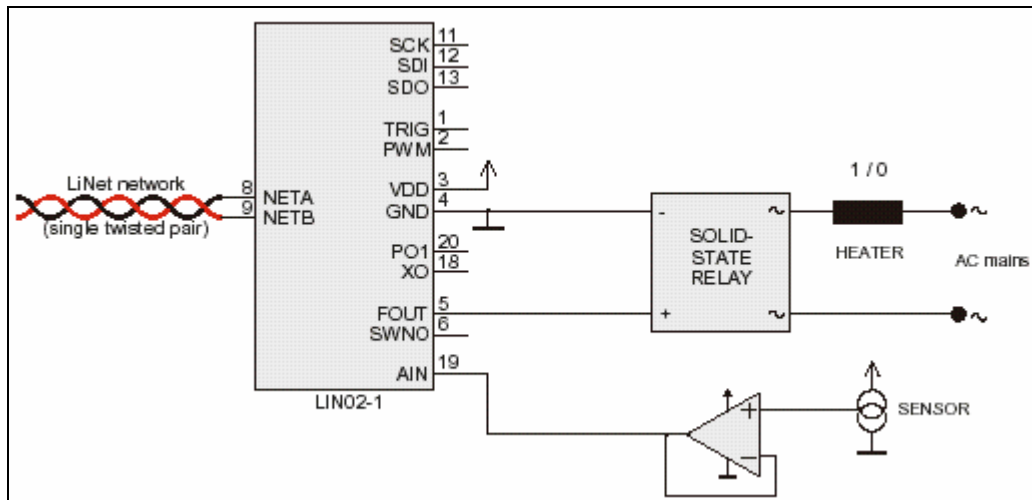 LiNet network
(single twisted pair)
8
9
NETA
NETB
SCK 11
SDI 12
SDO 13
TRIG 1
PWM 2
VDD 3
GND 4
PO1 20
XO 18
FOUT 5
SWNO 6
AIN 19
LIN02-1
- ~
SOLID-
STATE
RELAY
+ ~
1 / 0
HEATER
~
AC mains
~
+
-
SENSOR